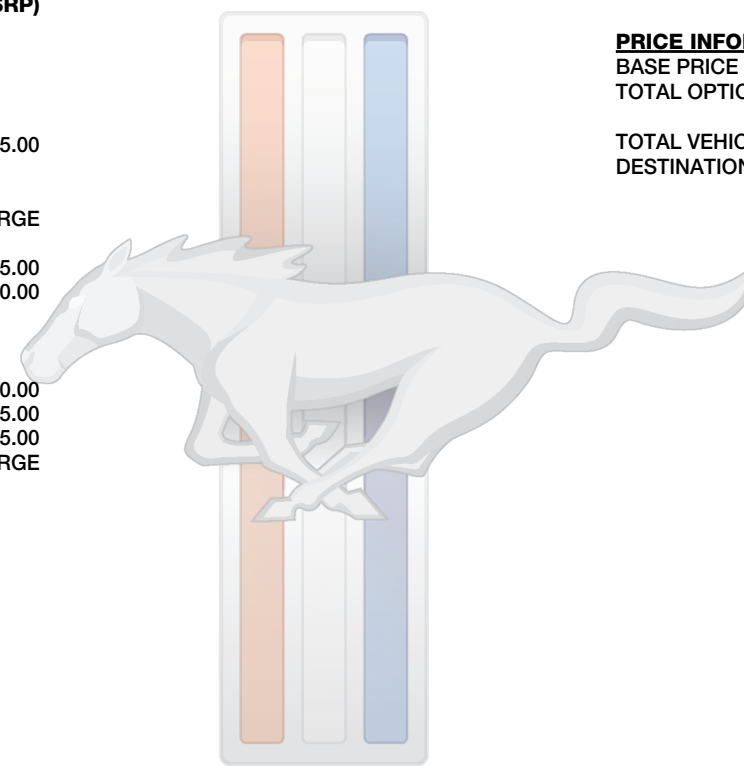 SRP)
5.00
RGE
5.00
0.00
0.00
5.00
5.00
RGE
PRICE INFO
BASE PRICE
TOTAL OPTIO
TOTAL VEHIC
DESTINATION